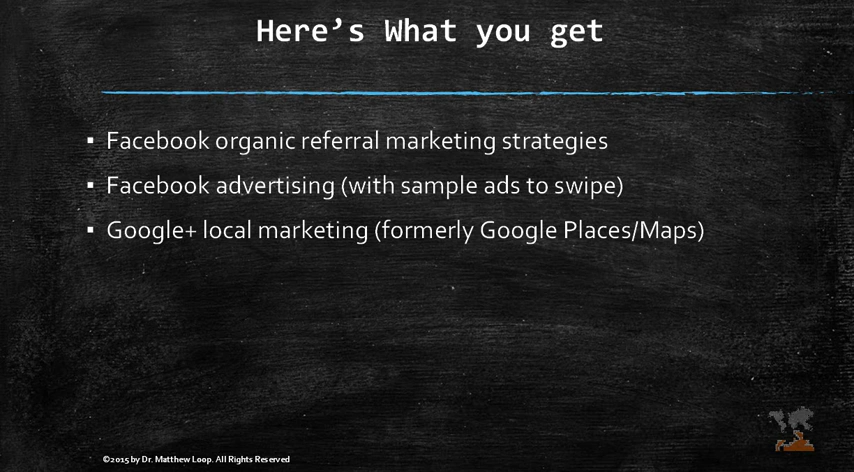 Here’s What you get
▪ Facebook organic referral marketing strategies
▪ Facebook advertising (with sample ads to swipe)
▪ Google+ local marketing (formerly Google Places/Maps)
©2015 by Dr. Matthew Loop. All Rights Reserved